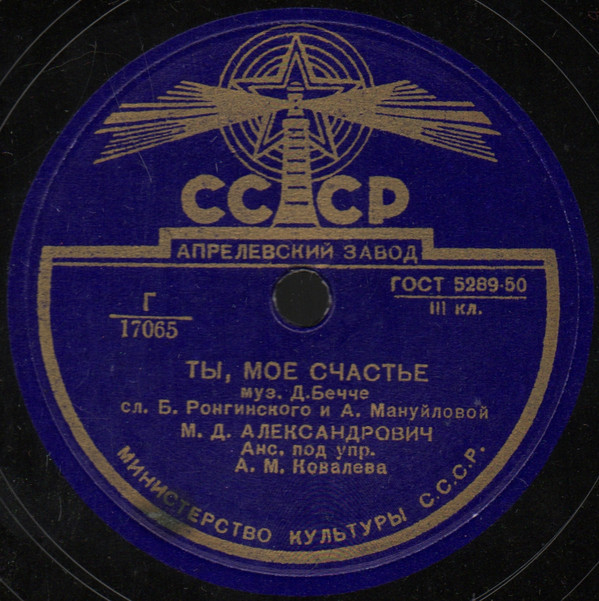 СССР
АПРЕЛЕВСКИЙ ЗАВОД
ГОСТ 5289-50
III кл.
Г
17065
ТЫ, МОЕ СЧАСТЬЕ
муз. Д. Бечче
сл. Б. Ронгинского и А. Мануйловой
М. Д. АЛЕКСАНДРОВИЧ
Анс. под упр.
А. М. Ковалева
МИНИСТЕРСТВО КУЛЬТУРЫ С.С.С.Р.